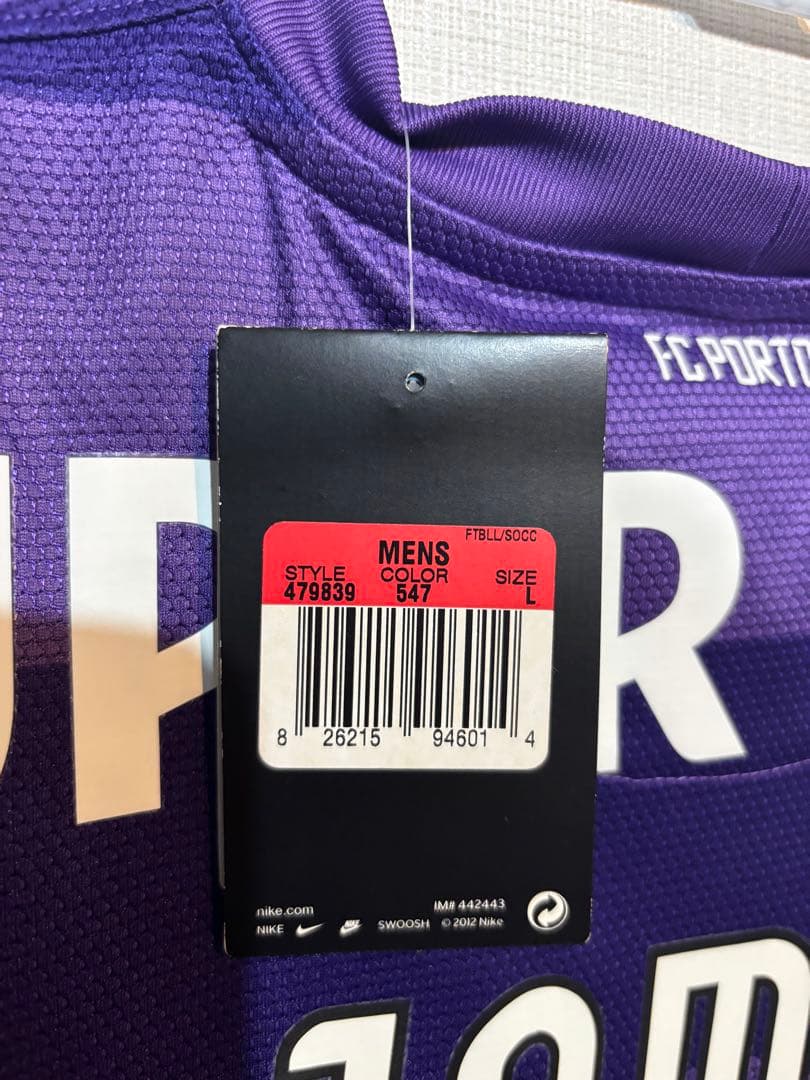 FC PORTO
UP R
FTBLL/SOCC
MENS
STYLE COLOR SIZE
479839 547 L
8 26215 94601 4
nike.com IM# 442443
NIKE SWOOSH © 2012 Nike